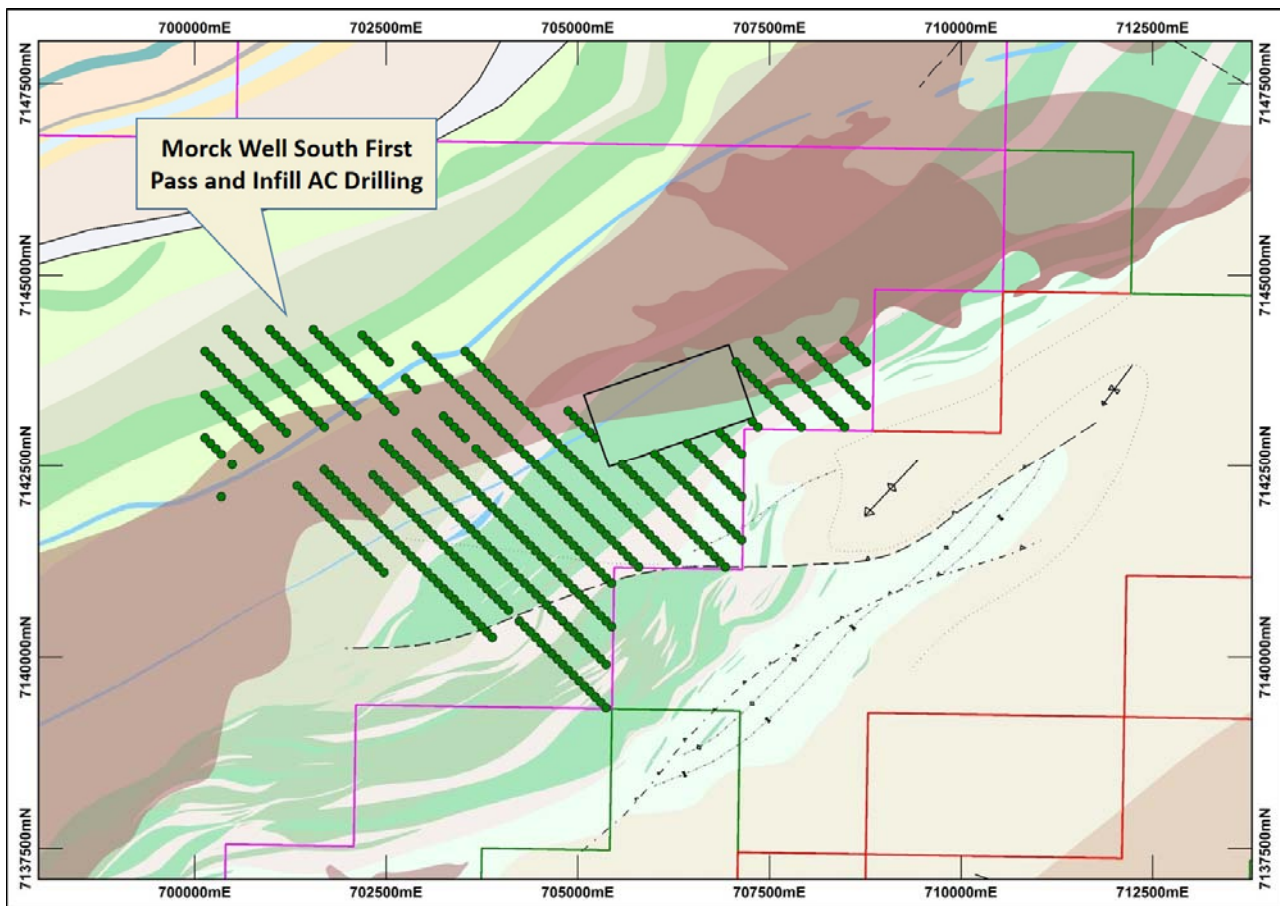 700000mE 702500mE 705000mE 707500mE 710000mE 712500mE
7147500mN 7147500mN
Morck Well South First
Pass and Infill AC Drilling
7145000mN 7145000mN
7142500mN 7142500mN
7140000mN 7140000mN
7137500mN 7137500mN
700000mE 702500mE 705000mE 707500mE 710000mE 712500mE